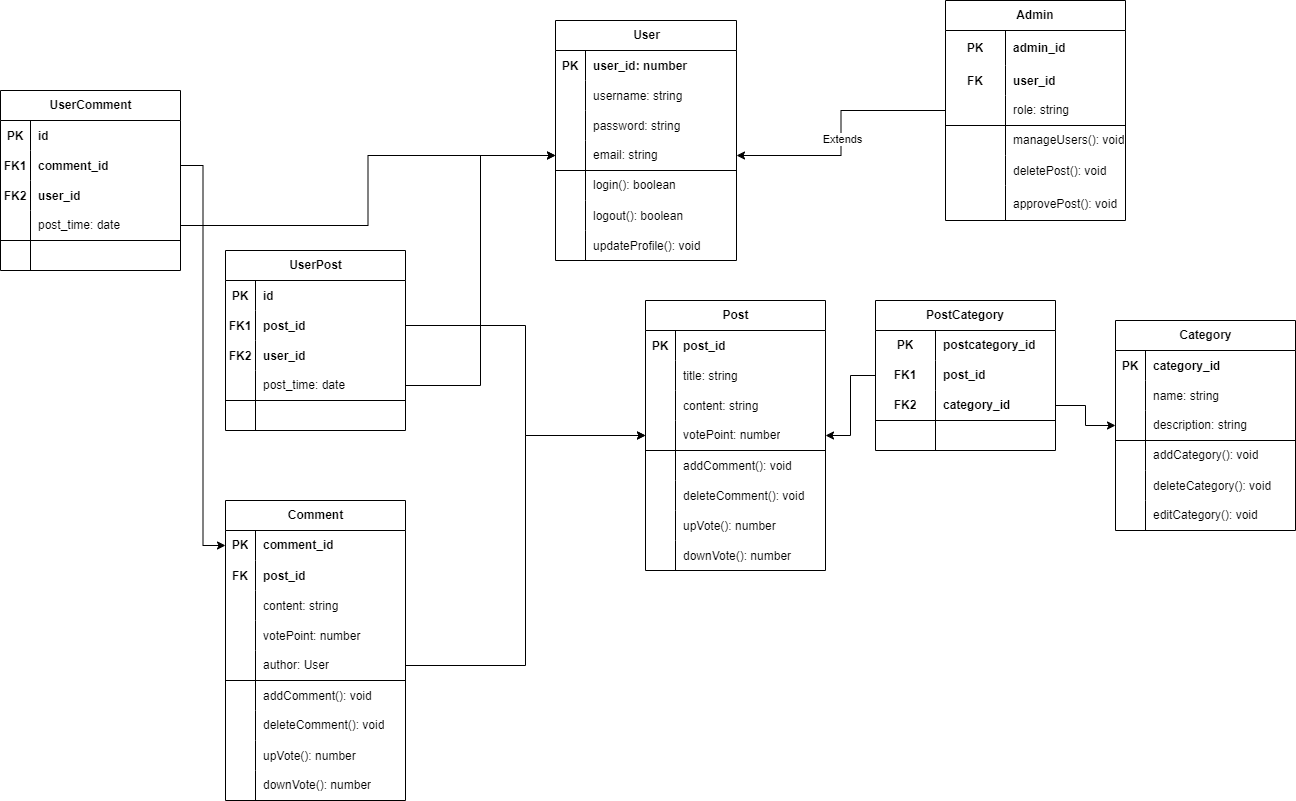 Admin
PK admin_id
FK user_id
role: string
manageUsers(): void
deletePost(): void
approvePost(): void
User
PK user_id: number
username: string
password: string
email: string
login(): boolean
logout(): boolean
updateProfile(): void
Extends
UserComment
PK id
FK1 comment_id
FK2 user_id
post_time: date
UserPost
PK id
FK1 post_id
FK2 user_id
post_time: date
Post
PK post_id
title: string
content: string
votePoint: number
addComment(): void
deleteComment(): void
upVote(): number
downVote(): number
PostCategory
PK postcategory_id
FK1 post_id
FK2 category_id
Category
PK category_id
name: string
description: string
addCategory(): void
deleteCategory(): void
editCategory(): void
Comment
PK comment_id
FK post_id
content: string
votePoint: number
author: User
addComment(): void
deleteComment(): void
upVote(): number
downVote(): number